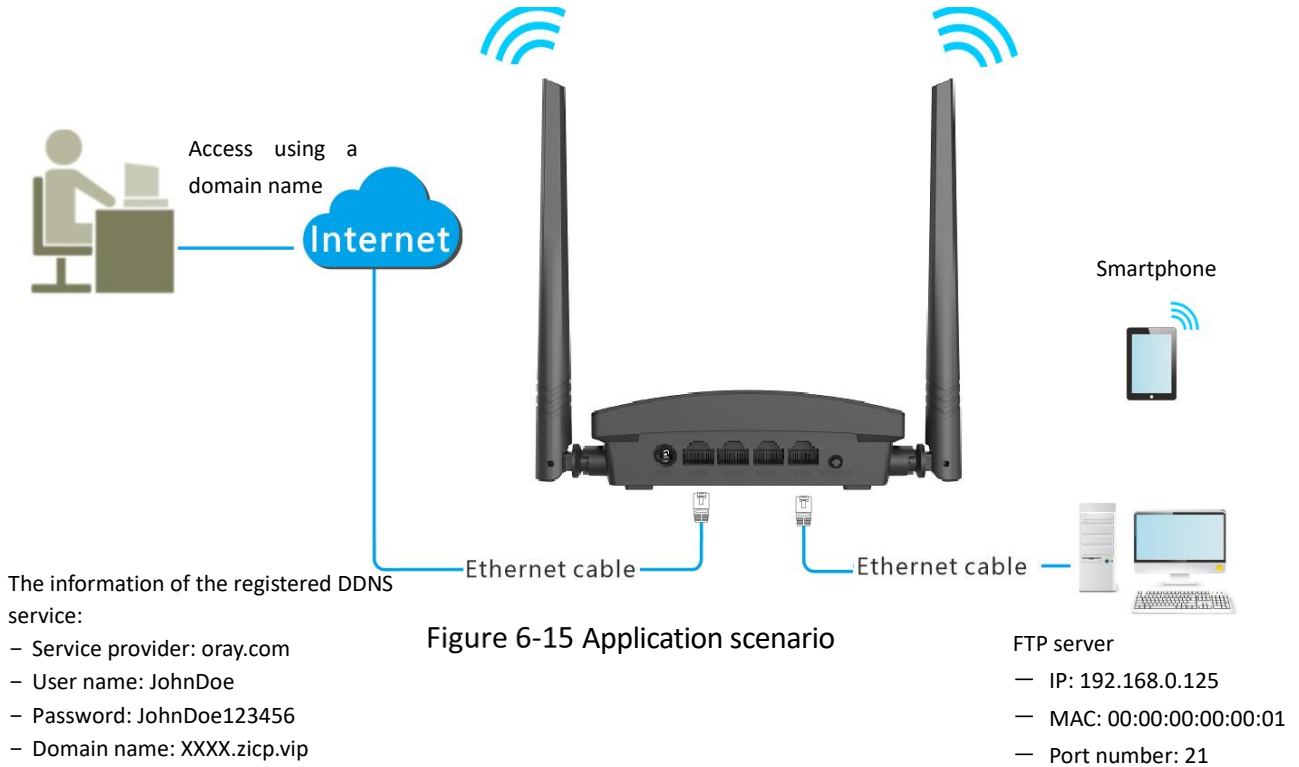 Access using a
domain name
Internet
Smartphone
Ethernet cable
Ethernet cable
The information of the registered DDNS
service:
– Service provider: oray.com
– User name: JohnDoe
– Password: JohnDoe123456
– Domain name: XXXX.zicp.vip
Figure 6-15 Application scenario
FTP server
— IP: 192.168.0.125
— MAC: 00:00:00:00:00:01
— Port number: 21